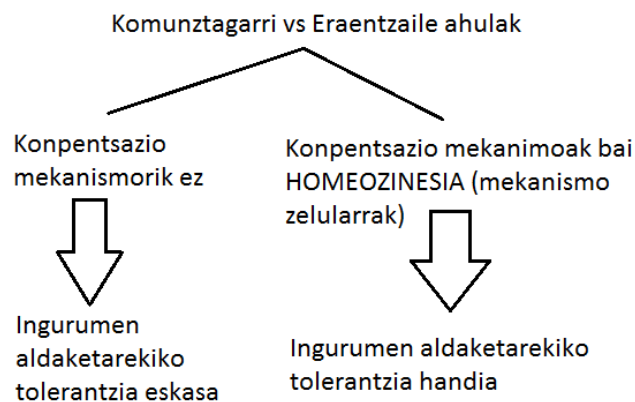 Komunztagarri vs Eraentzaile ahulak
Konpentsazio
mekanismorik ez
Konpentsazio mekanimoak bai
HOMEOZINESIA (mekanismo
zelularrak)
Ingurumen
aldaketarekiko
tolerantzia eskasa
Ingurumen aldaketarekiko
tolerantzia handia